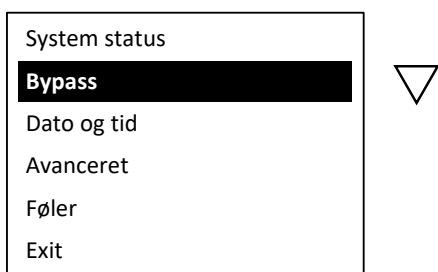 System status
Bypass
Dato og tid
Avanceret
Føler
Exit